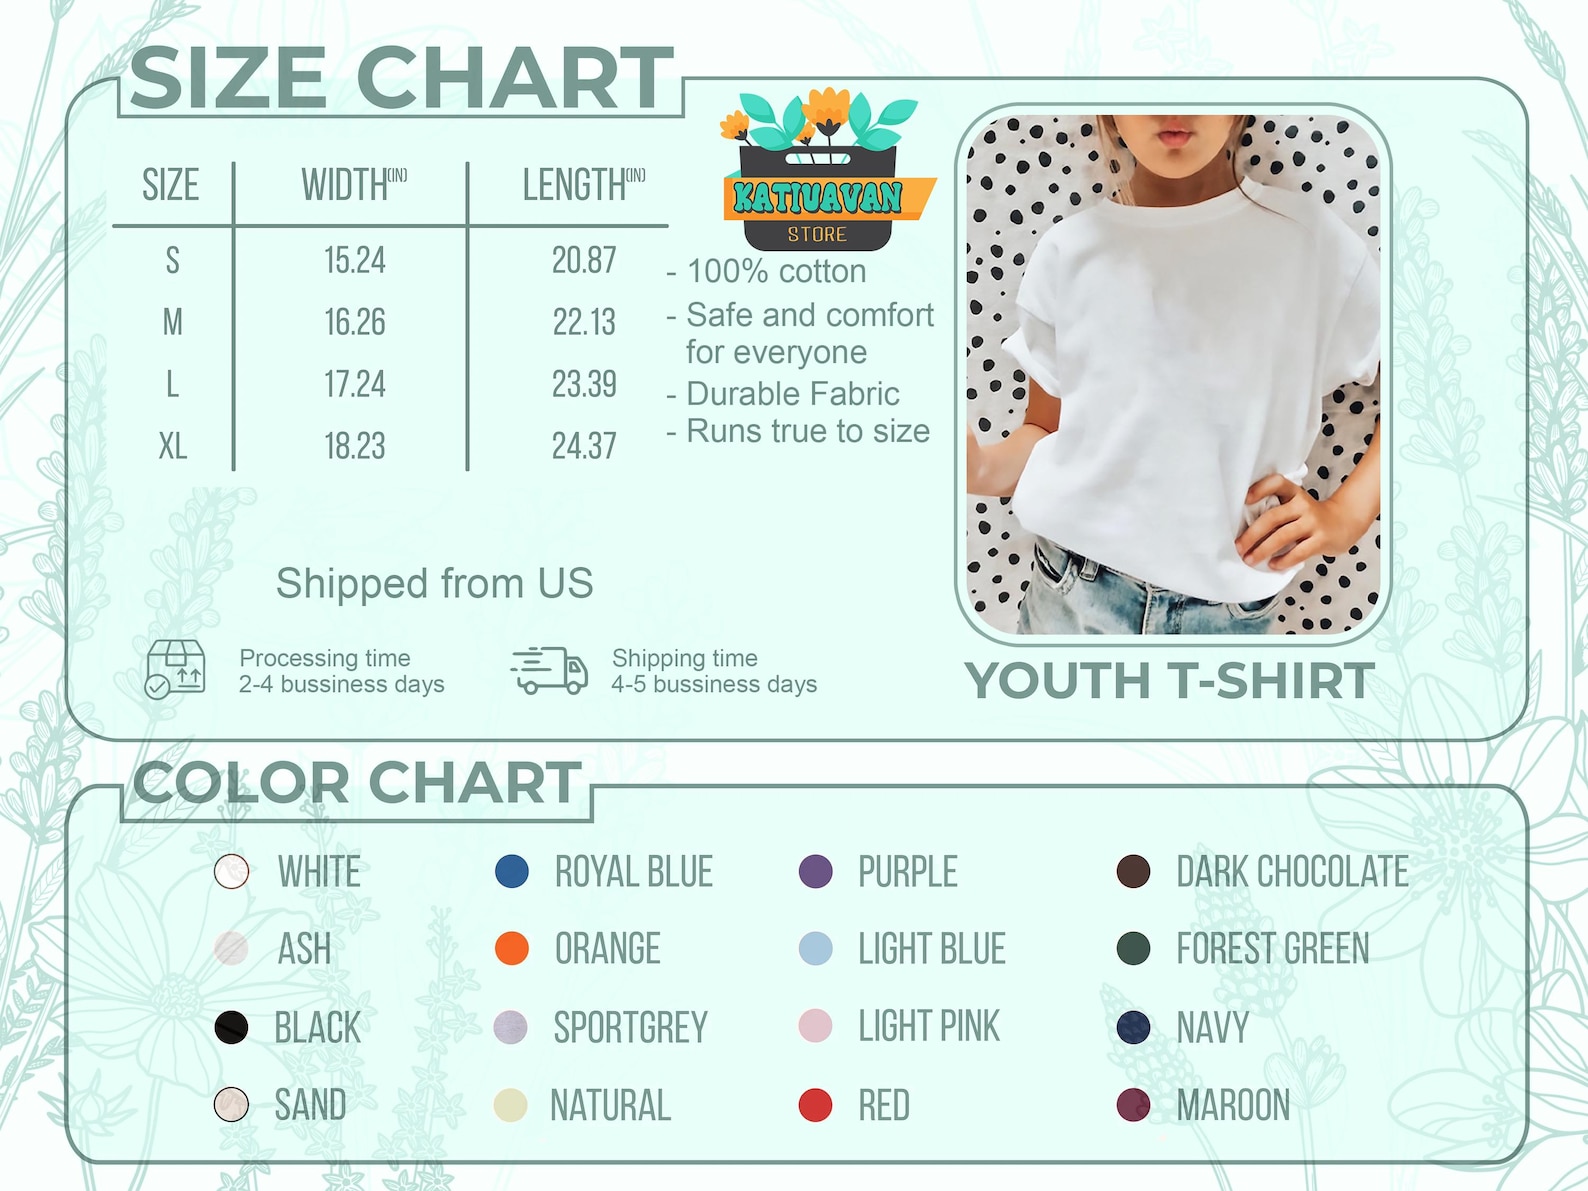 SIZE CHART
SIZE WIDTH(IN) LENGTH(IN)
S 15.24 20.87
M 16.26 22.13
L 17.24 23.39
XL 18.23 24.37
KATIUAVAN
STORE
- 100% cotton
- Safe and comfort
for everyone
- Durable Fabric
- Runs true to size
Shipped from US
Processing time
2-4 bussiness days
Shipping time
4-5 bussiness days
YOUTH T-SHIRT
COLOR CHART
WHITE ROYAL BLUE PURPLE DARK CHOCOLATE
ASH ORANGE LIGHT BLUE FOREST GREEN
BLACK SPORTGREY LIGHT PINK NAVY
SAND NATURAL RED MAROON